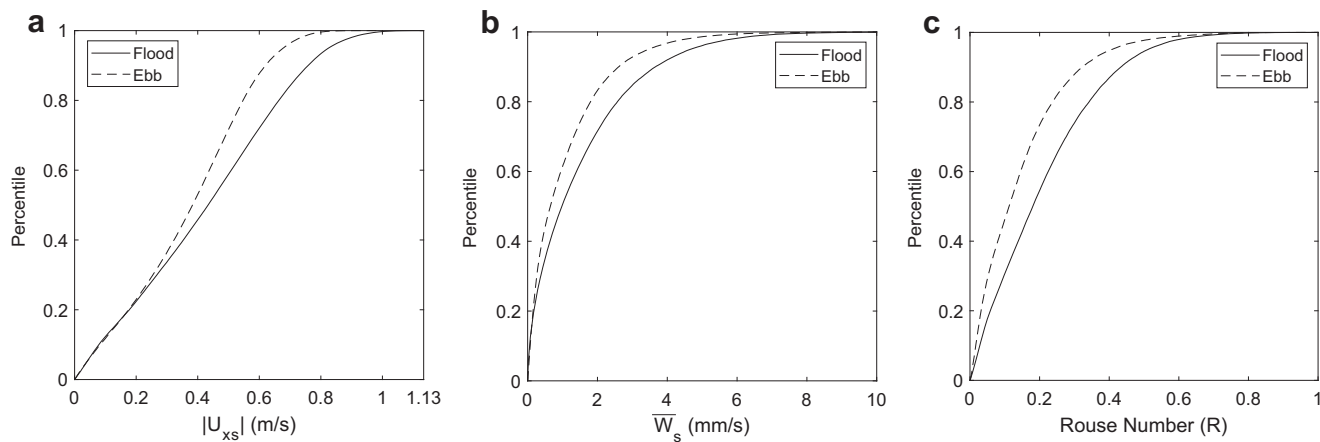 a
1
0.8
0.6
0.4
0.2
0
Percentile
Flood
Ebb
0 0.2 0.4 0.6 0.8 1 1.13
|U_xs| (m/s)
b
1
0.8
0.6
0.4
0.2
0
Percentile
Flood
Ebb
0 2 4 6 8 10
W̅_s (mm/s)
c
1
0.8
0.6
0.4
0.2
0
Percentile
Flood
Ebb
0 0.2 0.4 0.6 0.8 1
Rouse Number (R)